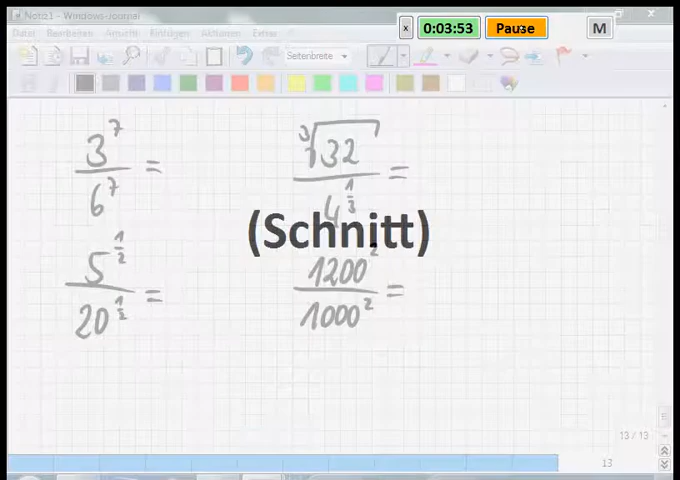 Notiz1 - Windows-Journal
x 0:03:53 Pause M
Datei Bearbeiten Ansicht Einfügen Aktionen Extras
Seitenbreite
3^7 / 6^7 =
∛32 / 4^(1/3) =
(Schnitt)
5^(1/2) / 20^(1/2) =
1200^2 / 1000^2 =
13 / 13
13